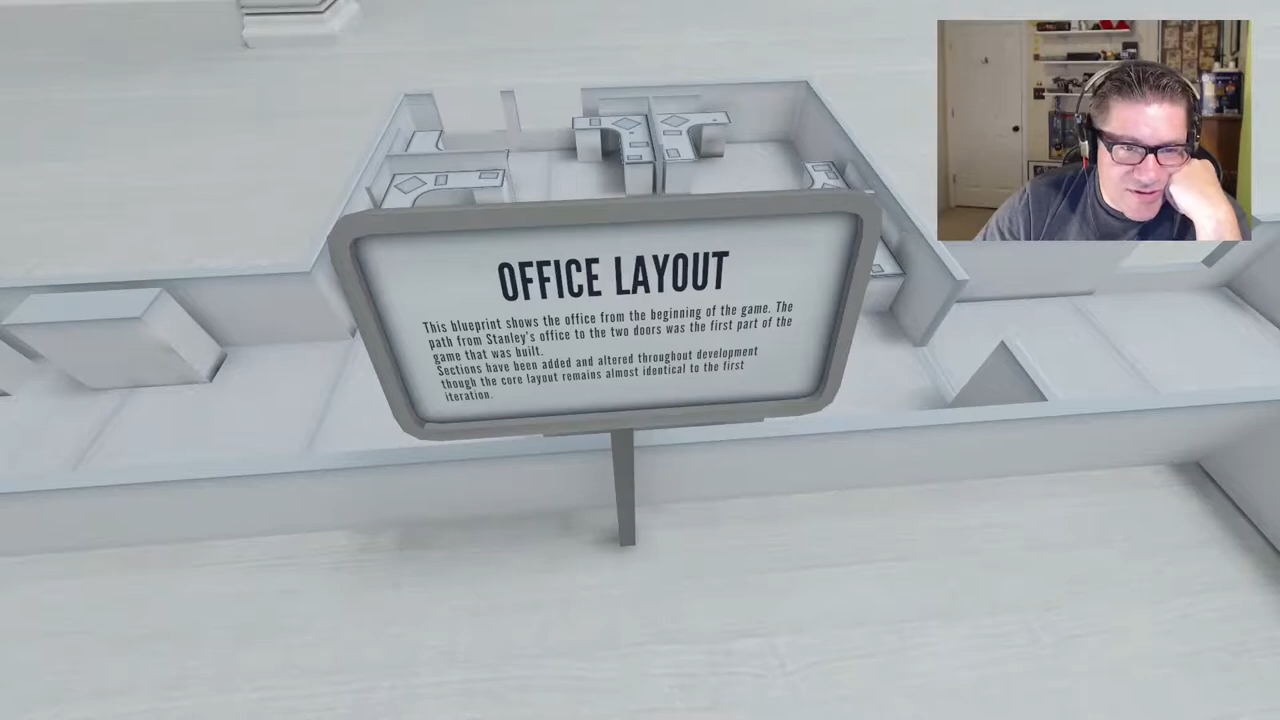 OFFICE LAYOUT
This blueprint shows the office from the beginning of the game. The
path from Stanley's office to the two doors was the first part of the
game that was built.
Sections have been added and altered throughout development
though the core layout remains almost identical to the first
iteration.